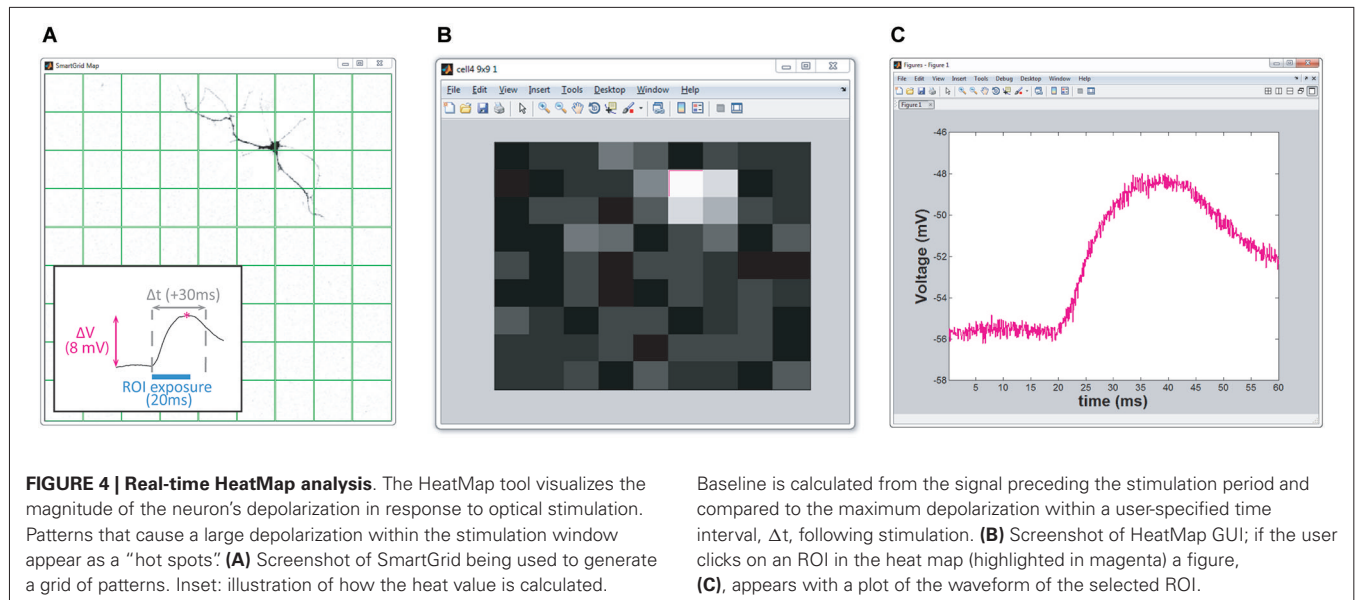 A
B
C
SmartGrid Map
cell4 9x9 1
File Edit View Insert Tools Desktop Window Help
Figures - Figure 1
File Edit View Insert Tools Debug Desktop Window Help
Figure 1
Δt (+30ms)
*
ΔV
(8 mV)
ROI exposure
(20ms)
Voltage (mV)
-46
-48
-50
-52
-54
-56
-58
5 10 15 20 25 30 35 40 45 50 55 60
time (ms)
FIGURE 4 | Real-time HeatMap analysis. The HeatMap tool visualizes the
magnitude of the neuron's depolarization in response to optical stimulation.
Patterns that cause a large depolarization within the stimulation window
appear as a "hot spots". (A) Screenshot of SmartGrid being used to generate
a grid of patterns. Inset: illustration of how the heat value is calculated.
Baseline is calculated from the signal preceding the stimulation period and
compared to the maximum depolarization within a user-specified time
interval, Δt, following stimulation. (B) Screenshot of HeatMap GUI; if the user
clicks on an ROI in the heat map (highlighted in magenta) a figure,
(C), appears with a plot of the waveform of the selected ROI.